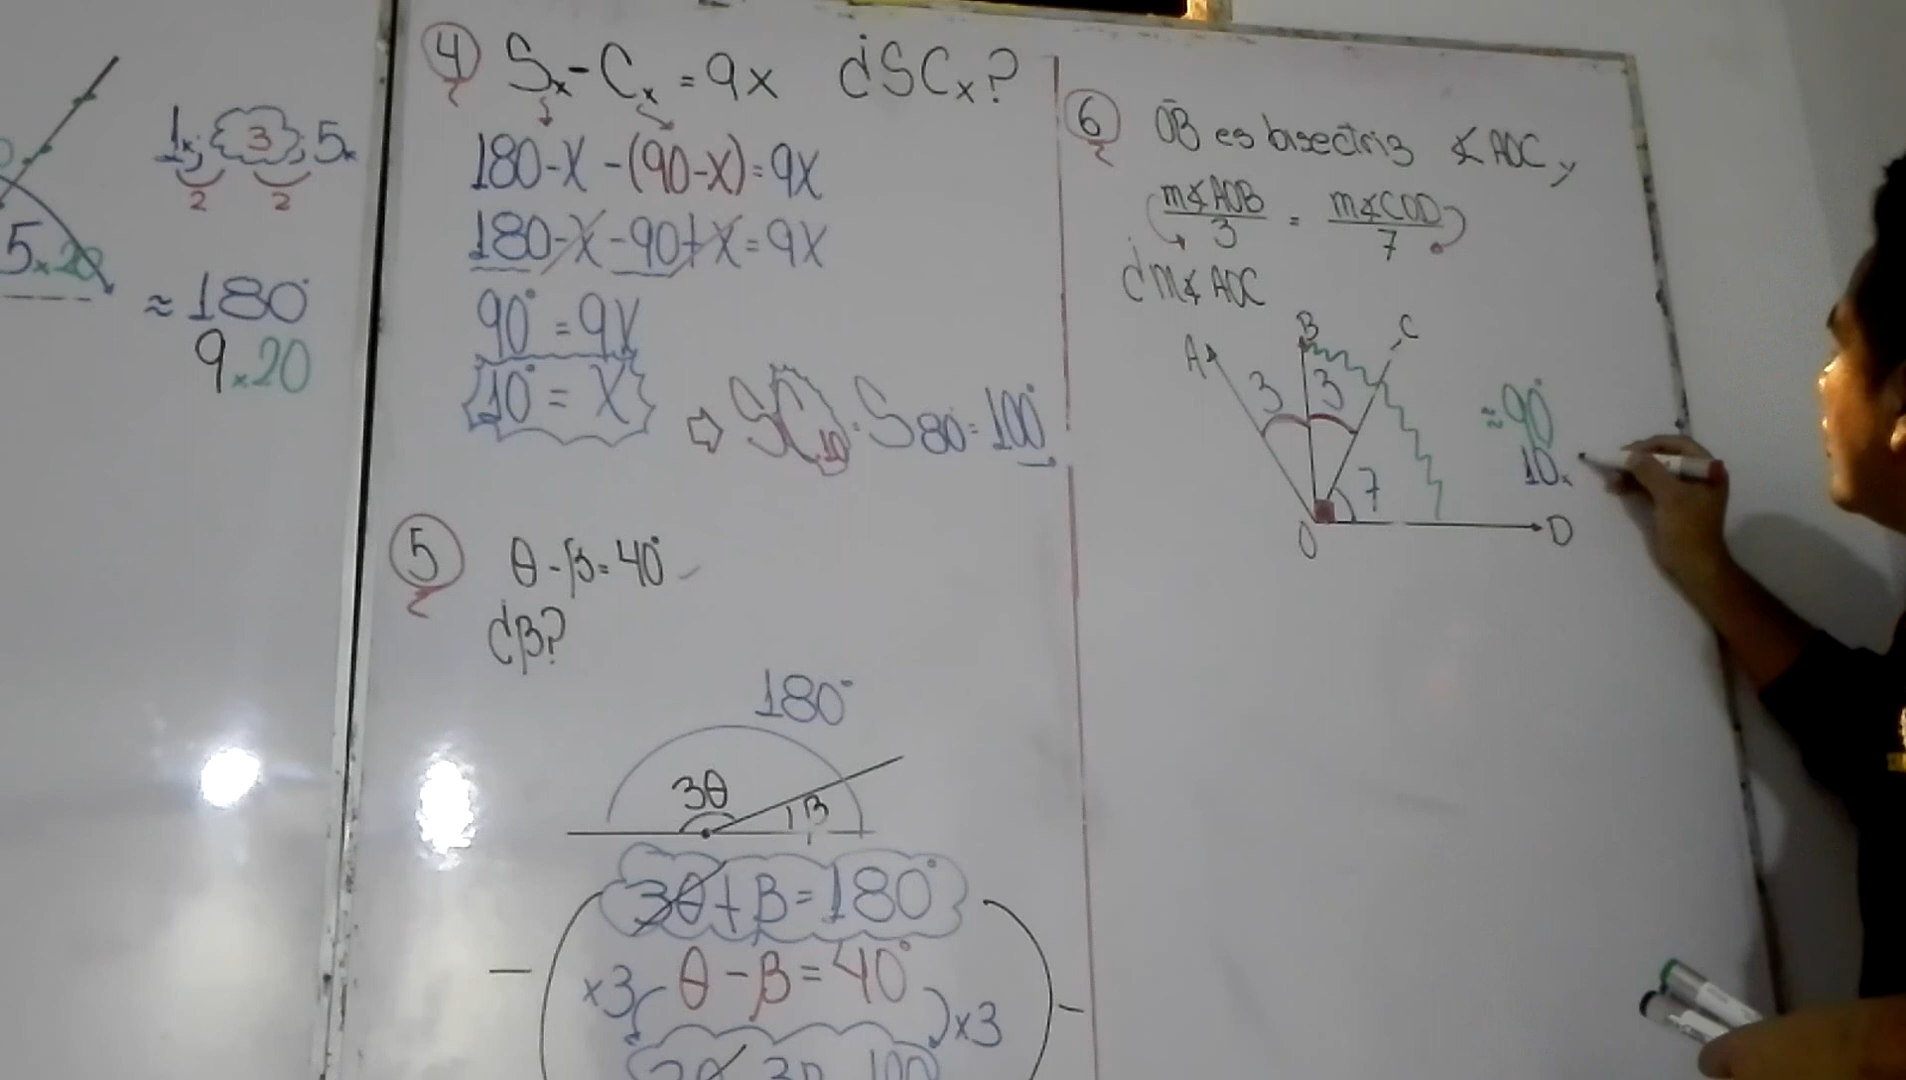 1x; 3; 5x
2 2
5x20
≈ 180°
9x20
④ Sx - Cx = 9x ¿SCx?
180 - x - (90 - x) = 9x
180 - x - 90 + x = 9x
90° = 9x
10° = x ⇨ SC10 = S80 = 100°
⑤ θ - β = 40°
¿β?
180°
3θ β
3θ + β = 180°
θ - β = 40°
x3 x3
⑥ OB es bisectriz ∡AOC, y
m∡AOB/3 = m∡COD/7
¿m∡AOC
A B C
3 3
7
O D
≈ 90°
10x